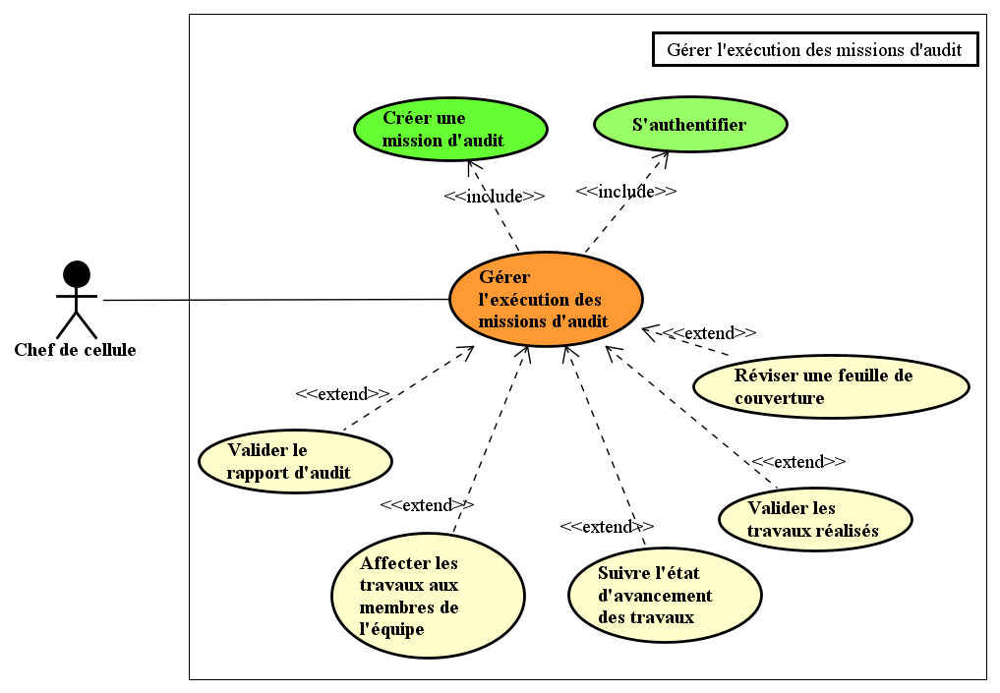 Gérer l'exécution des missions d'audit
Créer une
mission d'audit
S'authentifier
<<include>>
<<include>>
Gérer
l'exécution des
missions d'audit
Chef de cellule
<<extend>>
Réviser une feuille de
couverture
<<extend>>
Valider le
rapport d'audit
<<extend>>
Valider les
travaux réalisés
<<extend>>
Affecter les
travaux aux
membres de
l'équipe
<<extend>>
Suivre l'état
d'avancement
des travaux